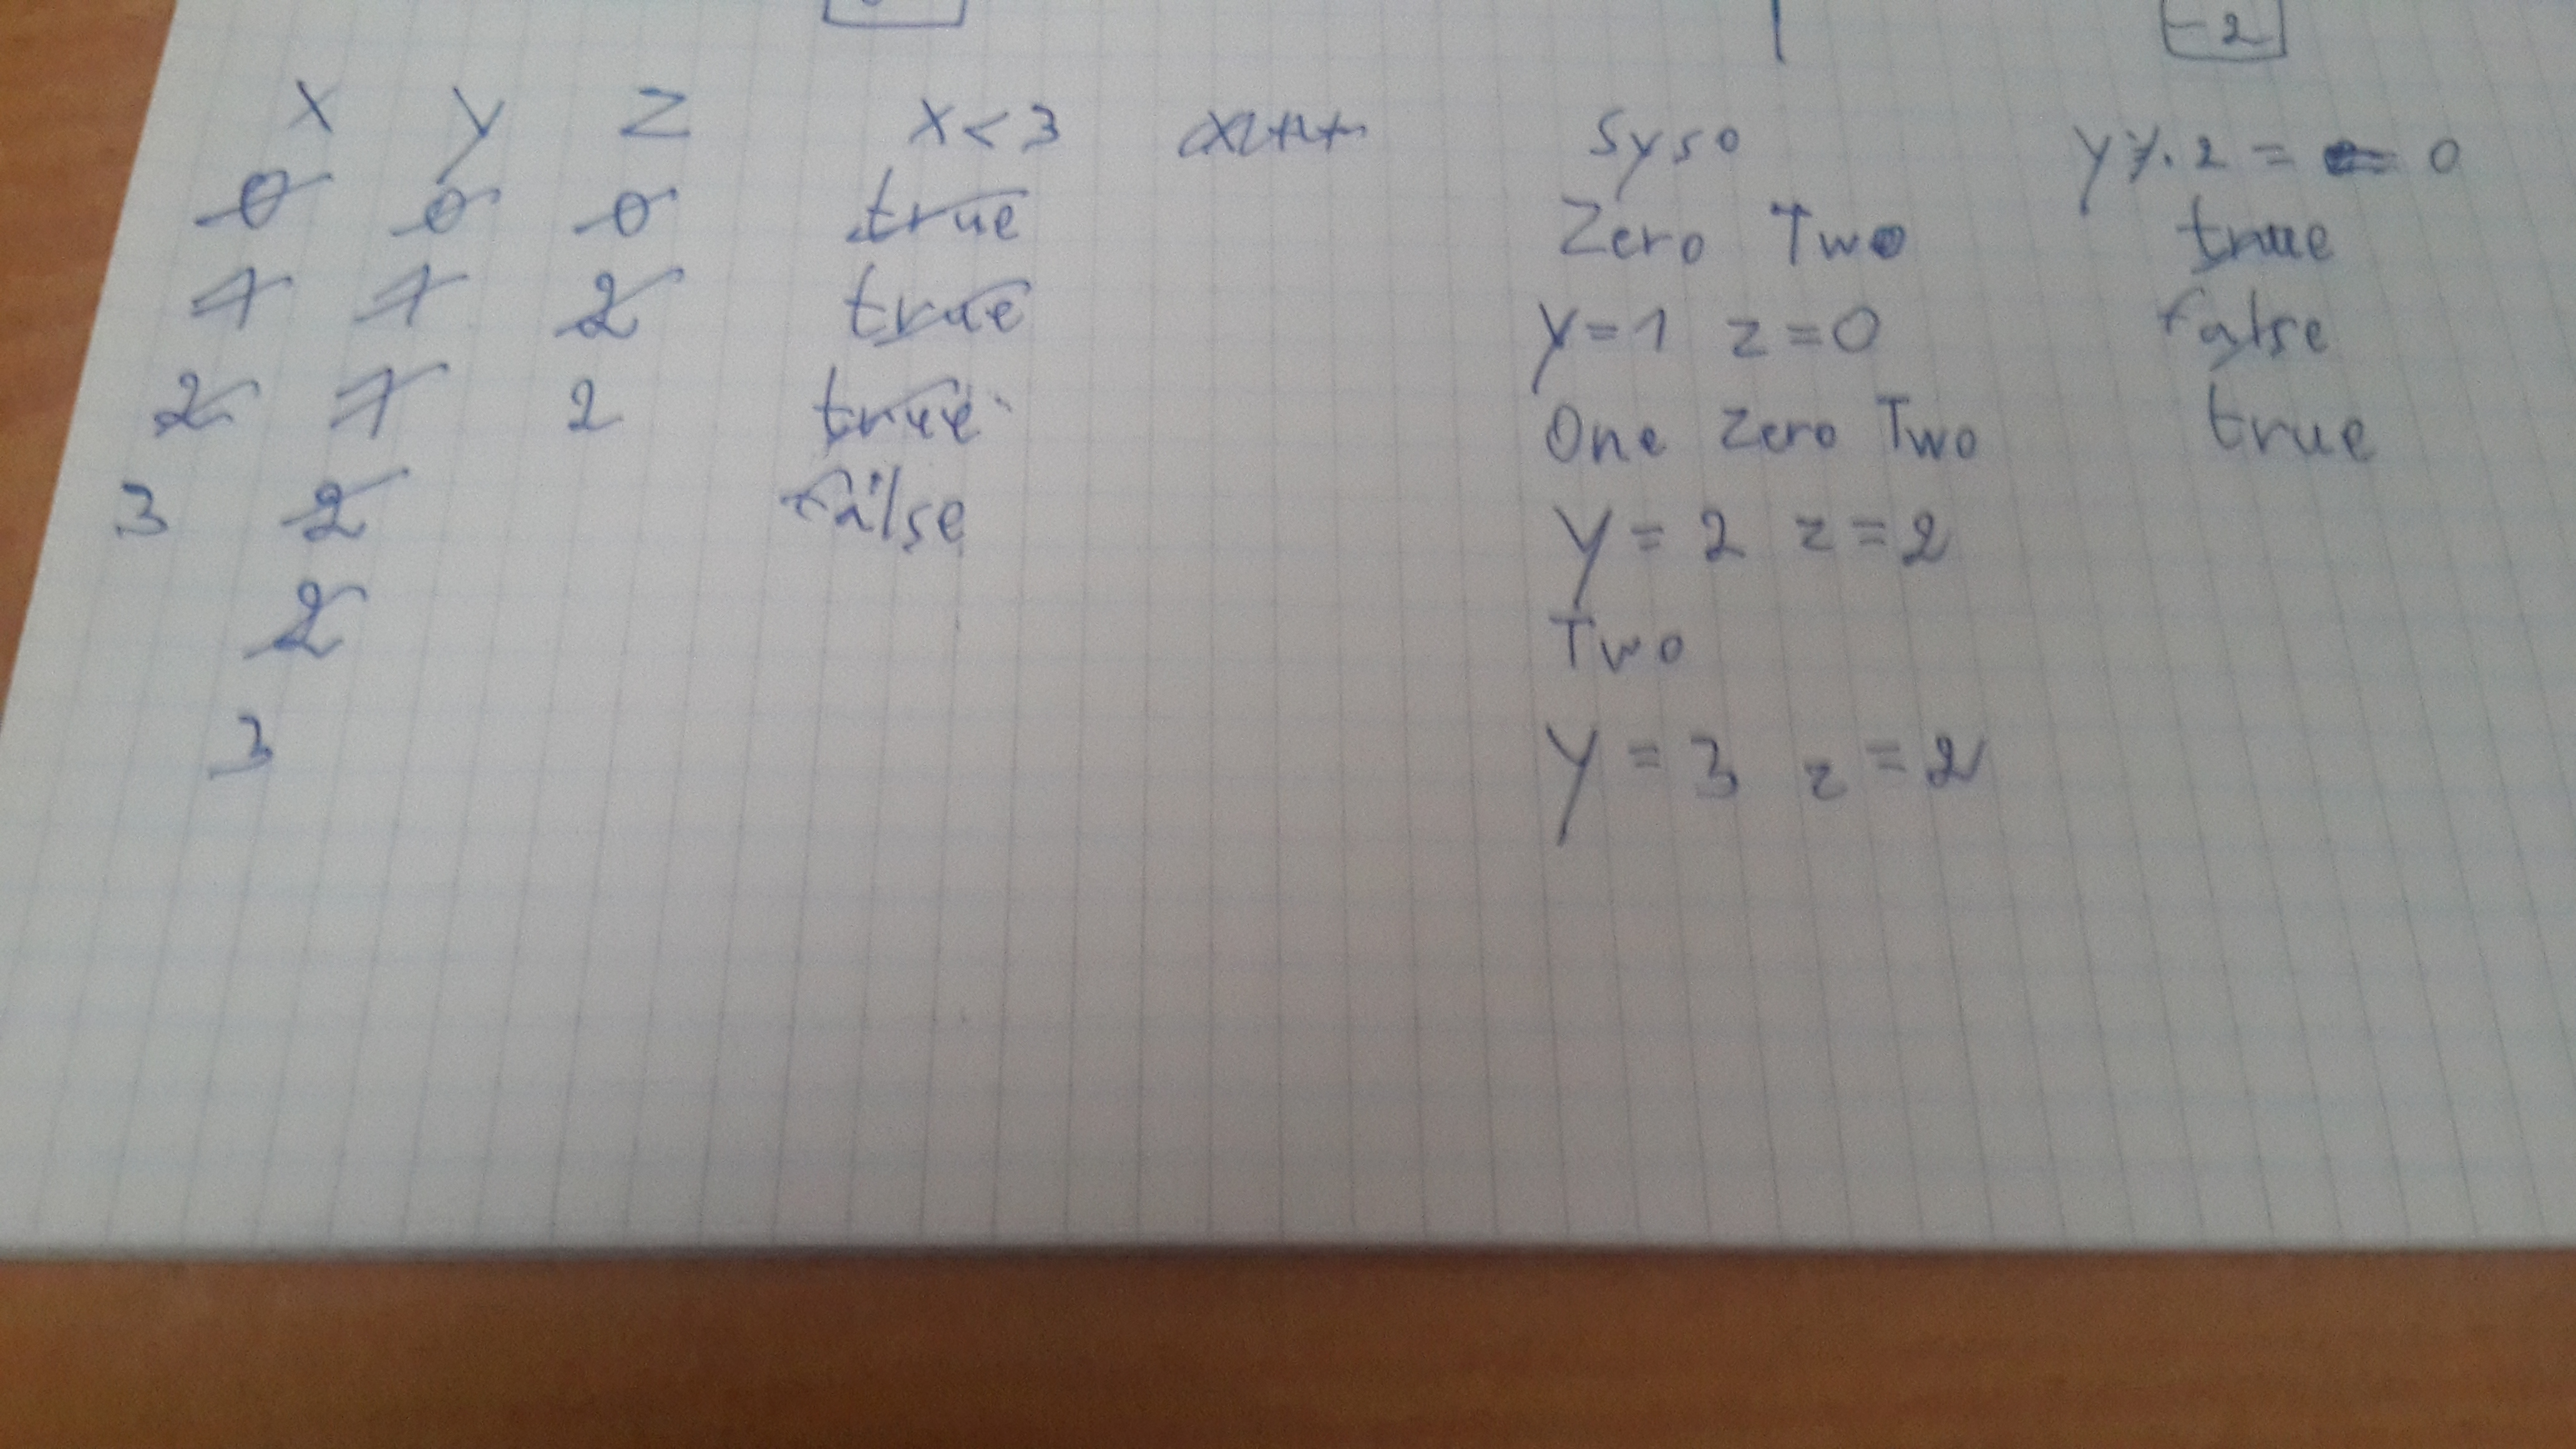 -2
x y z x<3 Syso y%2 = 0
0 0 0 true Zero Two true
1 1 2 true y=1 z=0 false
2 1 2 true One Zero Two true
3 2 false y = 2 z=2
2 Two
3 y = 3 z = 2